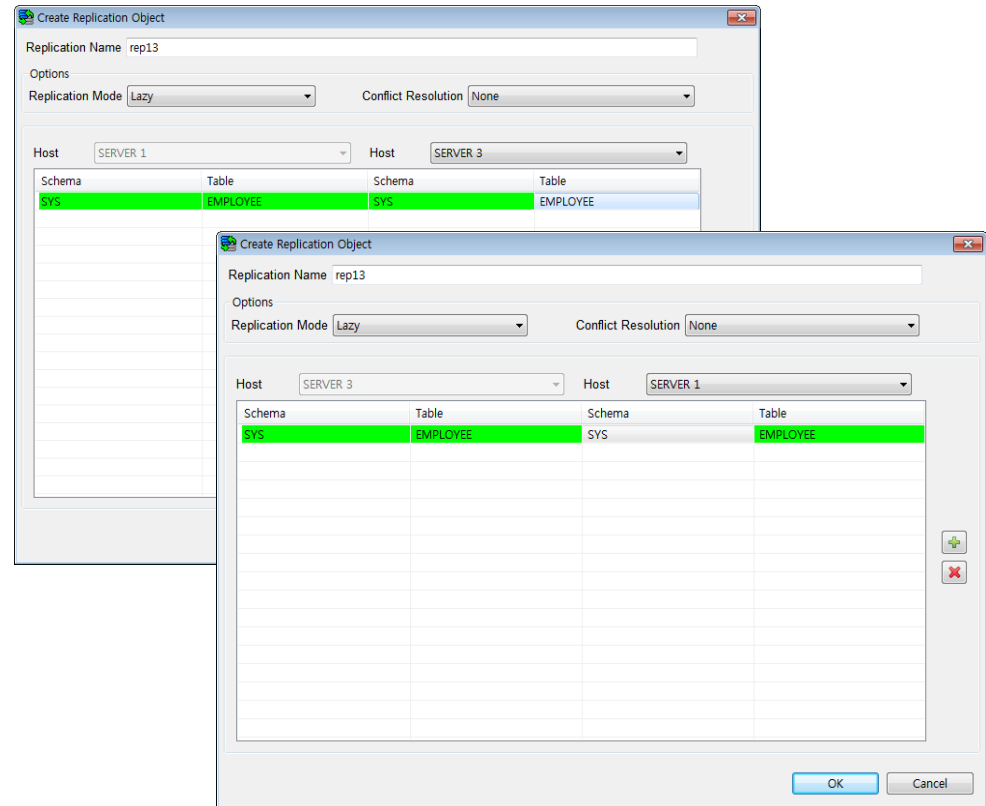 Create Replication Object
Replication Name rep13
Options
Replication Mode Lazy Conflict Resolution None
Host SERVER 1 Host SERVER 3
Schema Table Schema Table
SYS EMPLOYEE SYS EMPLOYEE
Create Replication Object
Replication Name rep13
Options
Replication Mode Lazy Conflict Resolution None
Host SERVER 3 Host SERVER 1
Schema Table Schema Table
SYS EMPLOYEE SYS EMPLOYEE
OK Cancel